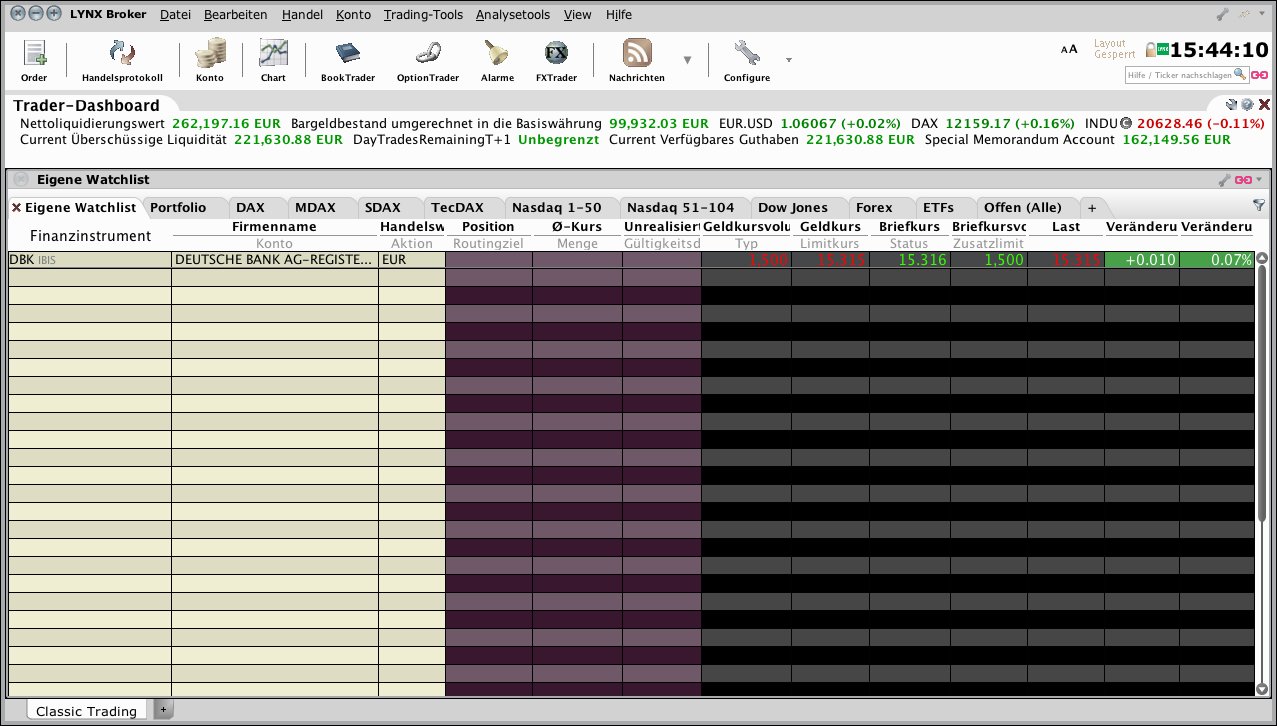 LYNX Broker Datei Bearbeiten Handel Konto Trading-Tools Analysetools View Hilfe
Order Handelsprotokoll Konto Chart BookTrader OptionTrader Alarme FX FXTrader Nachrichten Configure AA Layout Gesperrt LYNX 15:44:10
Hilfe / Ticker nachschlagen
Trader-Dashboard
Nettoliquidierungswert 262,197.16 EUR Bargeldbestand umgerechnet in die Basiswährung 99,932.03 EUR EUR.USD 1.06067 (+0.02%) DAX 12159.17 (+0.16%) INDU C 20628.46 (-0.11%)
Current Überschüssige Liquidität 221,630.88 EUR DayTradesRemainingT+1 Unbegrenzt Current Verfügbares Guthaben 221,630.88 EUR Special Memorandum Account 162,149.56 EUR
Eigene Watchlist
Eigene Watchlist Portfolio DAX MDAX SDAX TecDAX Nasdaq 1-50 Nasdaq 51-104 Dow Jones Forex ETFs Offen (Alle) +
Finanzinstrument Firmenname Handelsw Position Ø-Kurs Unrealisiert Geldkursvolu Geldkurs Briefkurs Briefkursvo Last Veränderu Veränderu
Konto Aktion Routingziel Menge Gültigkeitsd Typ Limitkurs Status Zusatzlimit
DBK IBIS DEUTSCHE BANK AG-REGISTE... EUR 1,500 15.315 15.316 1,500 15.315 +0.010 0.07%
Classic Trading +